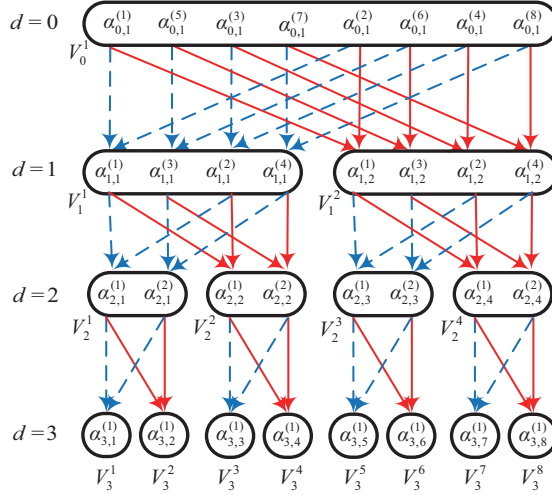 d = 0 α_{0,1}^{(1)} α_{0,1}^{(5)} α_{0,1}^{(3)} α_{0,1}^{(7)} α_{0,1}^{(2)} α_{0,1}^{(6)} α_{0,1}^{(4)} α_{0,1}^{(8)}
V_0^1
d = 1 α_{1,1}^{(1)} α_{1,1}^{(3)} α_{1,1}^{(2)} α_{1,1}^{(4)} α_{1,2}^{(1)} α_{1,2}^{(3)} α_{1,2}^{(2)} α_{1,2}^{(4)}
V_1^1 V_1^2
d = 2 α_{2,1}^{(1)} α_{2,1}^{(2)} α_{2,2}^{(1)} α_{2,2}^{(2)} α_{2,3}^{(1)} α_{2,3}^{(2)} α_{2,4}^{(1)} α_{2,4}^{(2)}
V_2^1 V_2^2 V_2^3 V_2^4
d = 3 α_{3,1}^{(1)} α_{3,2}^{(1)} α_{3,3}^{(1)} α_{3,4}^{(1)} α_{3,5}^{(1)} α_{3,6}^{(1)} α_{3,7}^{(1)} α_{3,8}^{(1)}
V_3^1 V_3^2 V_3^3 V_3^4 V_3^5 V_3^6 V_3^7 V_3^8